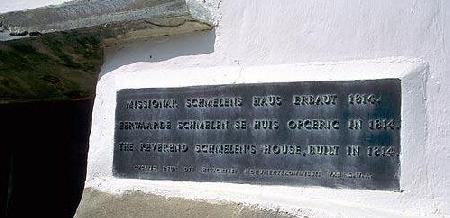 MISSIONAR SCHMELENS HAUS ERBAUT 1814.
EERWAARDE SCHMELEN SE HUIS OPGERIG IN 1814.
THE REVEREND SCHMELEN'S HOUSE, BUILT IN 1814.